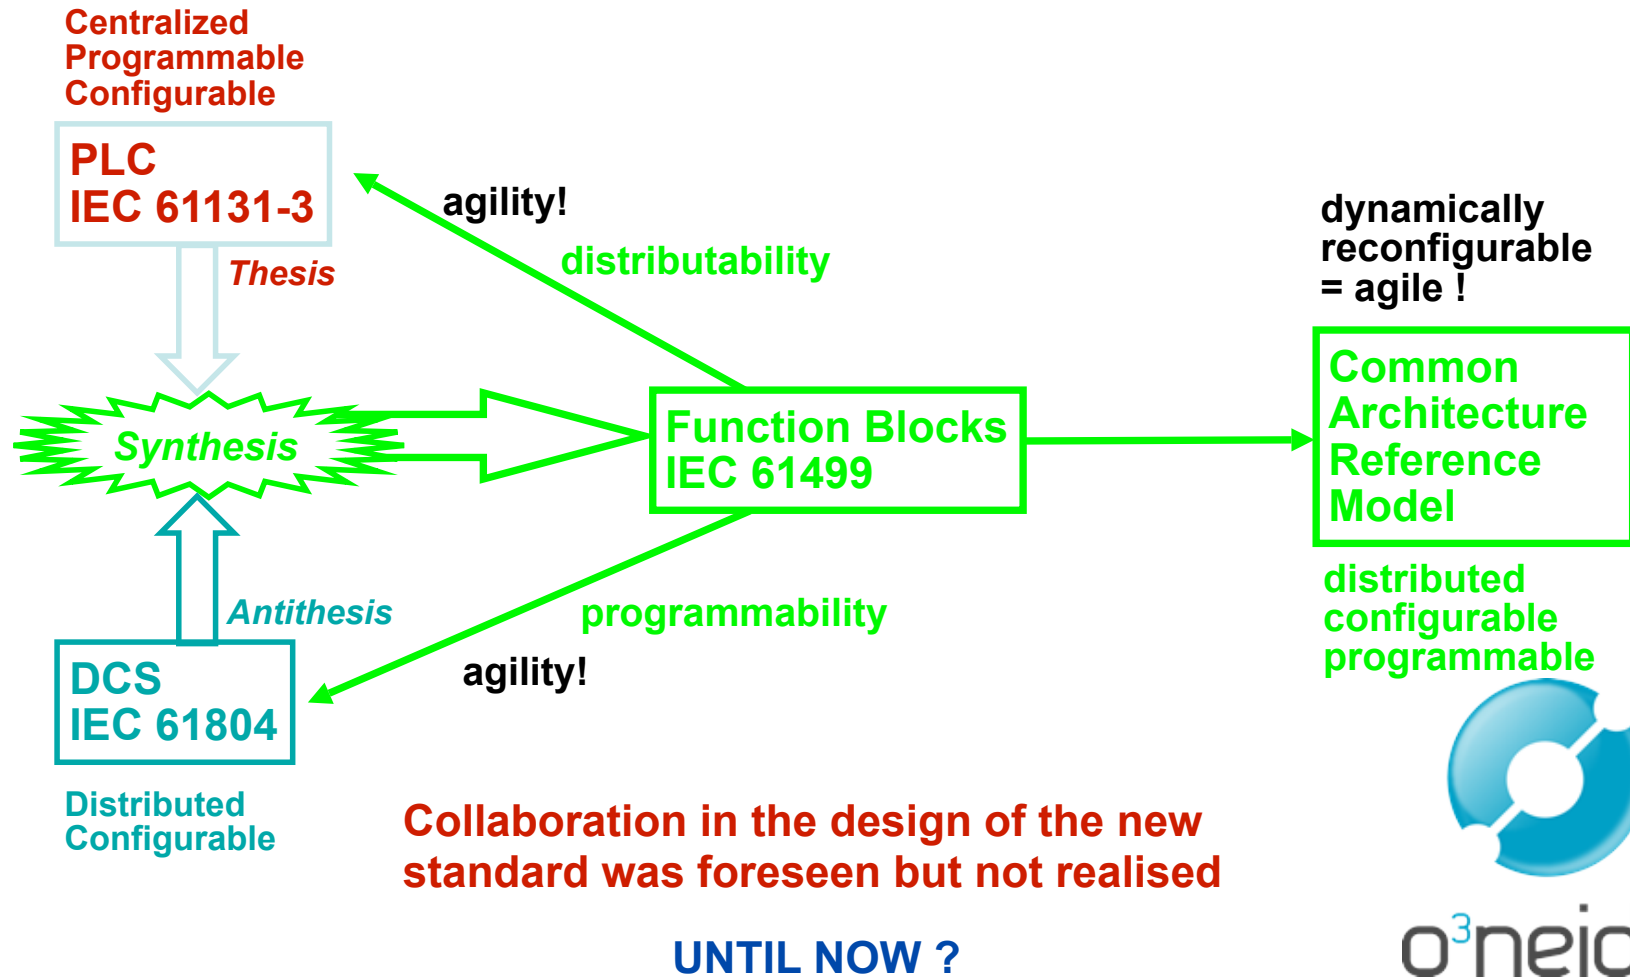 Centralized
Programmable
Configurable
PLC
IEC 61131-3
Thesis
agility!
distributability
dynamically
reconfigurable
= agile !
Synthesis
Function Blocks
IEC 61499
Common
Architecture
Reference
Model
Antithesis
programmability
agility!
distributed
configurable
programmable
DCS
IEC 61804
Distributed
Configurable
Collaboration in the design of the new
standard was foreseen but not realised
UNTIL NOW ?